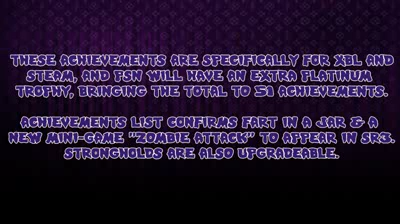 THESE ACHIEVEMENTS ARE SPECIFICALLY FOR XBL AND
STEAM, AND PSN WILL HAVE AN EXTRA PLATINUM
TROPHY, BRINGING THE TOTAL TO 51 ACHIEVEMENTS.
ACHIEVEMENTS LIST CONFIRMS FART IN A JAR & A
NEW MINI-GAME "ZOMBIE ATTACK" TO APPEAR IN SR3.
STRONGHOLDS ARE ALSO UPGRADEABLE.